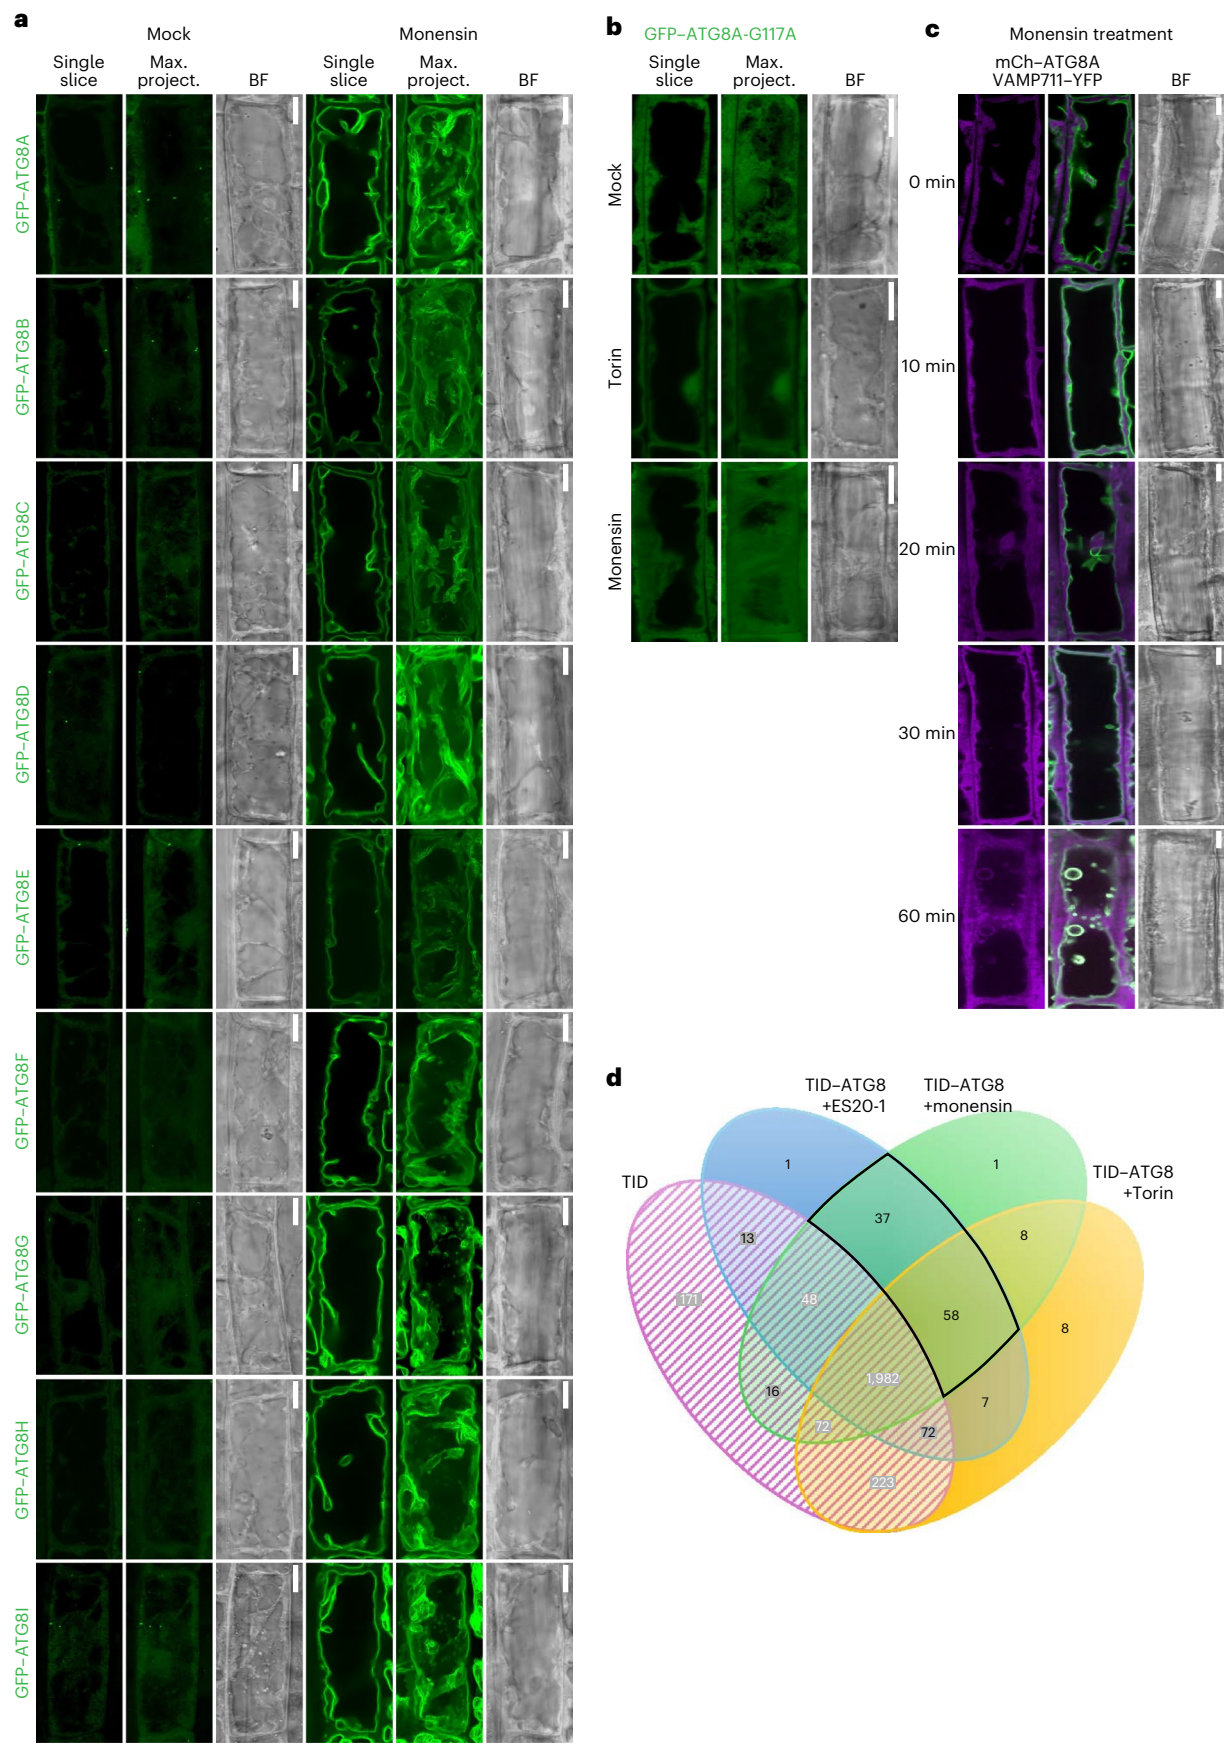 a
Mock
Monensin
Single slice
Max. project.
BF
Single slice
Max. project.
BF
GFP–ATG8A
GFP–ATG8B
GFP–ATG8C
GFP–ATG8D
GFP–ATG8E
GFP–ATG8F
GFP–ATG8G
GFP–ATG8H
GFP–ATG8I
b
GFP–ATG8A-G117A
Single slice
Max. project.
BF
Mock
Torin
Monensin
c
Monensin treatment
mCh–ATG8A
VAMP711–YFP
BF
0 min
10 min
20 min
30 min
60 min
d
TID–ATG8
+ES20-1
TID–ATG8
+monensin
TID
TID–ATG8
+Torin
1
1
37
13
8
171
48
58
8
1,982
16
7
72
72
223